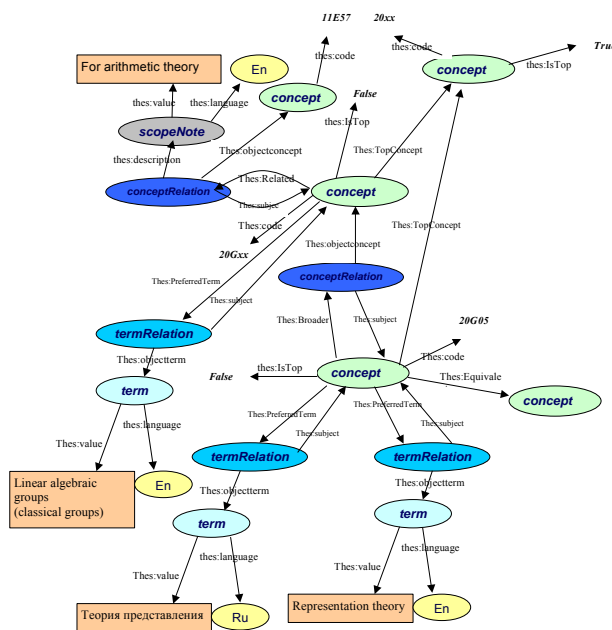 11E57
20xx
thes:code
thes:code
True
For arithmetic theory
En
concept
concept
thes:IsTop
thes:value
thes:language
concept
False
thes:IsTop
scopeNote
Thes:TopConcept
thes:description
Thes:objectconcept
Thes:Related
conceptRelation
concept
Thes:subjec
Thes:code
Thes:TopConcept
20Gxx
Thes:objectconcept
conceptRelation
Thes:PreferredTerm
Thes:subject
Thes:Broader
Thes:subject
20G05
termRelation
Thes:code
Thes:objectterm
thes:IsTop
False
concept
Thes:Equivale
term
concept
Thes:PreferredTerm
Thes:PreferredTerm
Thes:subject
Thes:subject
thes:language
Thes:value
termRelation
termRelation
Linear algebraic
groups
(classical groups)
En
Thes:objectterm
Thes:objectterm
term
term
thes:language
thes:language
Thes:value
Thes:value
Теория представления
Ru
Representation theory
En